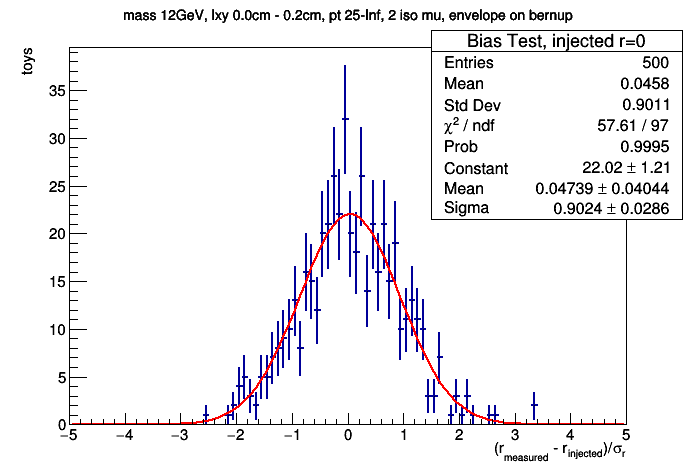 mass 12GeV, lxy 0.0cm - 0.2cm, pt 25-Inf, 2 iso mu, envelope on bernup
Bias Test, injected r=0
Entries 500
Mean 0.0458
Std Dev 0.9011
χ² / ndf 57.61 / 97
Prob 0.9995
Constant 22.02 ± 1.21
Mean 0.04739 ± 0.04044
Sigma 0.9024 ± 0.0286
toys
35
30
25
20
15
10
5
0
−5 −4 −3 −2 −1 0 1 2 3 4 5
(r_measured - r_injected)/σ_r